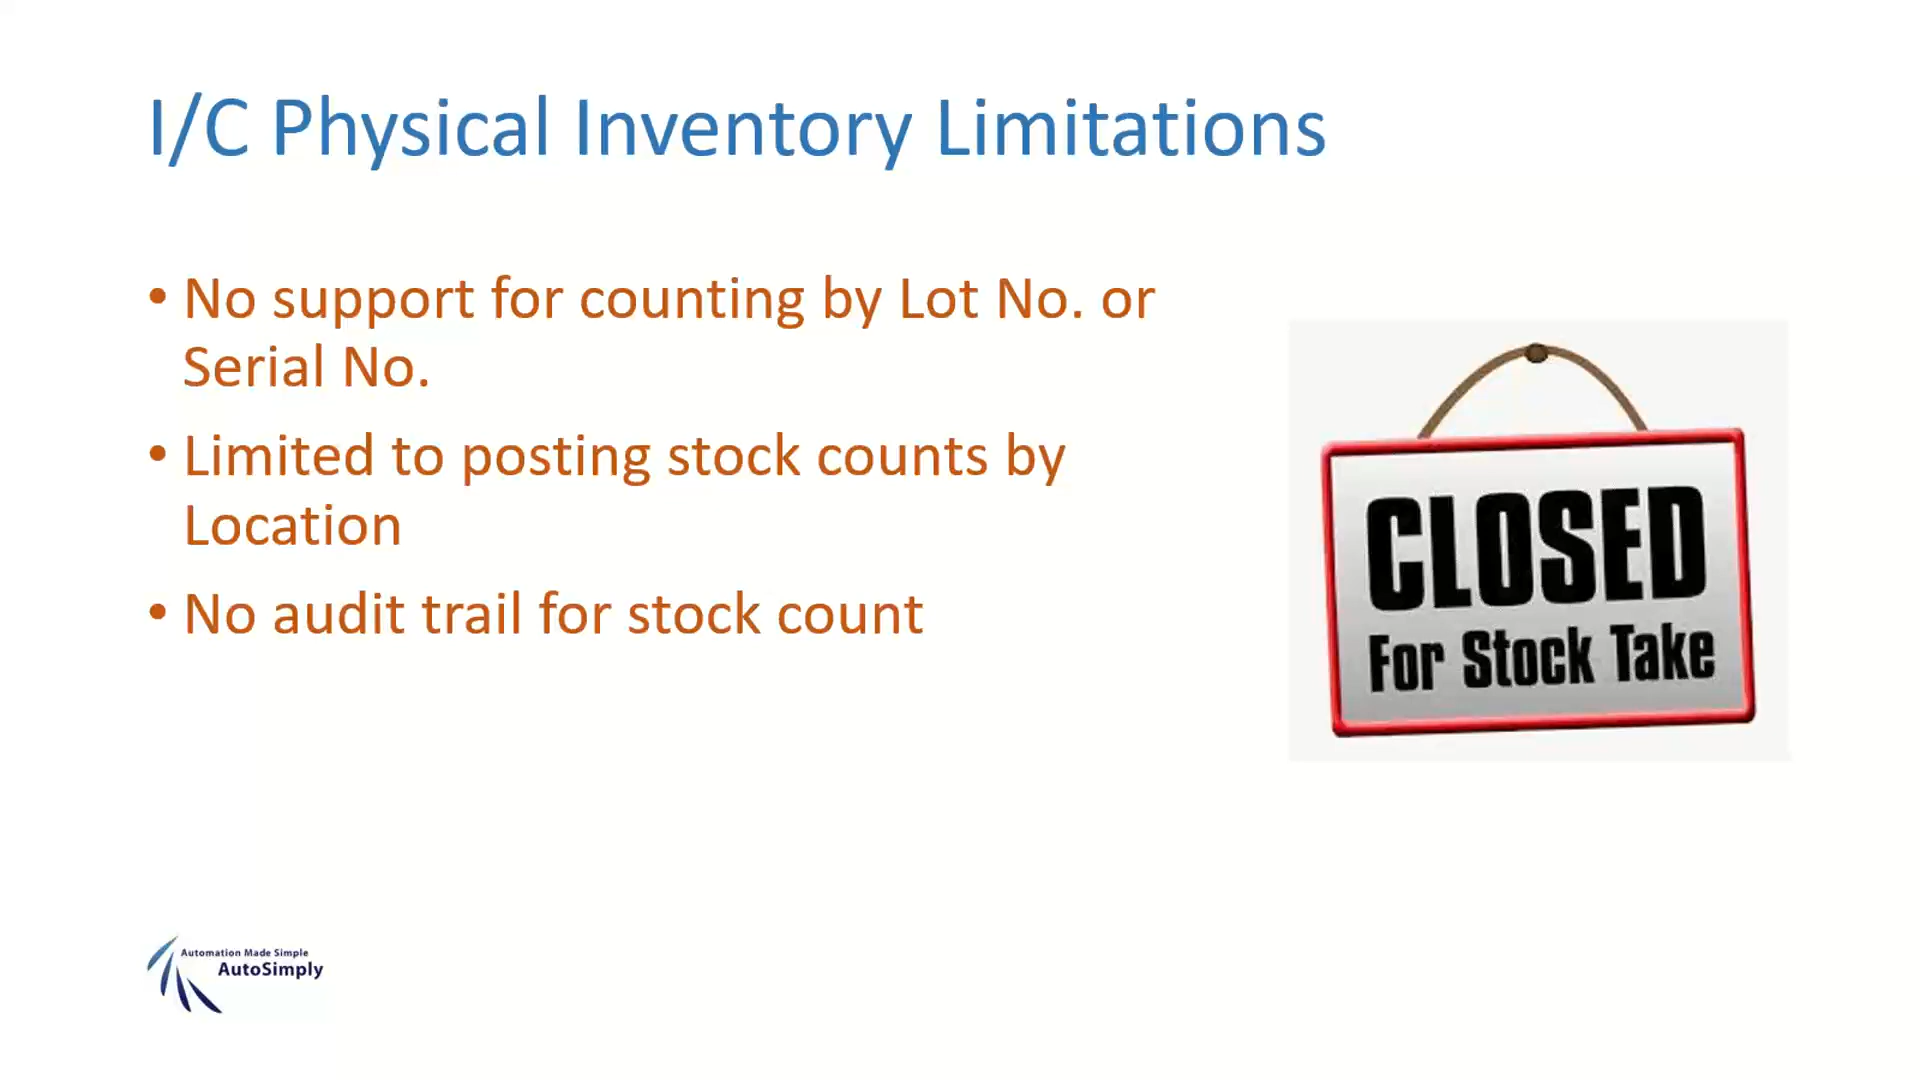 I/C Physical Inventory Limitations
• No support for counting by Lot No. or
Serial No.
• Limited to posting stock counts by
Location
• No audit trail for stock count
CLOSED
For Stock Take
Automation Made Simple
AutoSimply